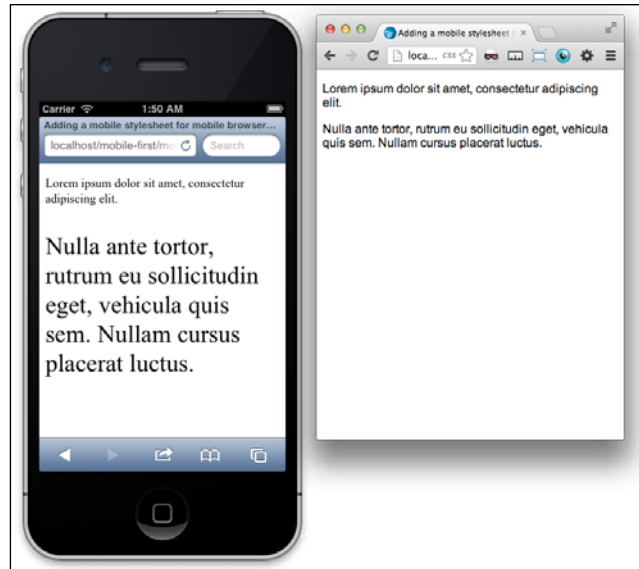 Carrier
1:50 AM
Adding a mobile stylesheet for mobile browser...
localhost/mobile-first/mo
Search
Lorem ipsum dolor sit amet, consectetur
adipiscing elit.
Nulla ante tortor,
rutrum eu sollicitudin
eget, vehicula quis
sem. Nullam cursus
placerat luctus.
Adding a mobile stylesheet
loca... css
Lorem ipsum dolor sit amet, consectetur adipiscing
elit.
Nulla ante tortor, rutrum eu sollicitudin eget, vehicula
quis sem. Nullam cursus placerat luctus.